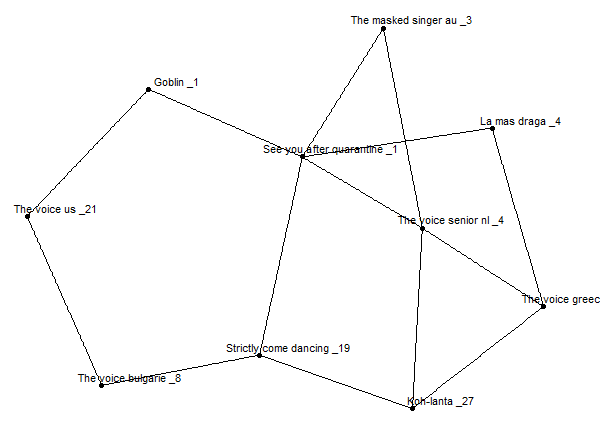 The masked singer au _3
Goblin _1
La mas draga _4
See you after quarantine _1
The voice us _21
The voice senior nl _4
The voice greec
Strictly come dancing _19
The voice bulgarie _8
Koh-lanta _27